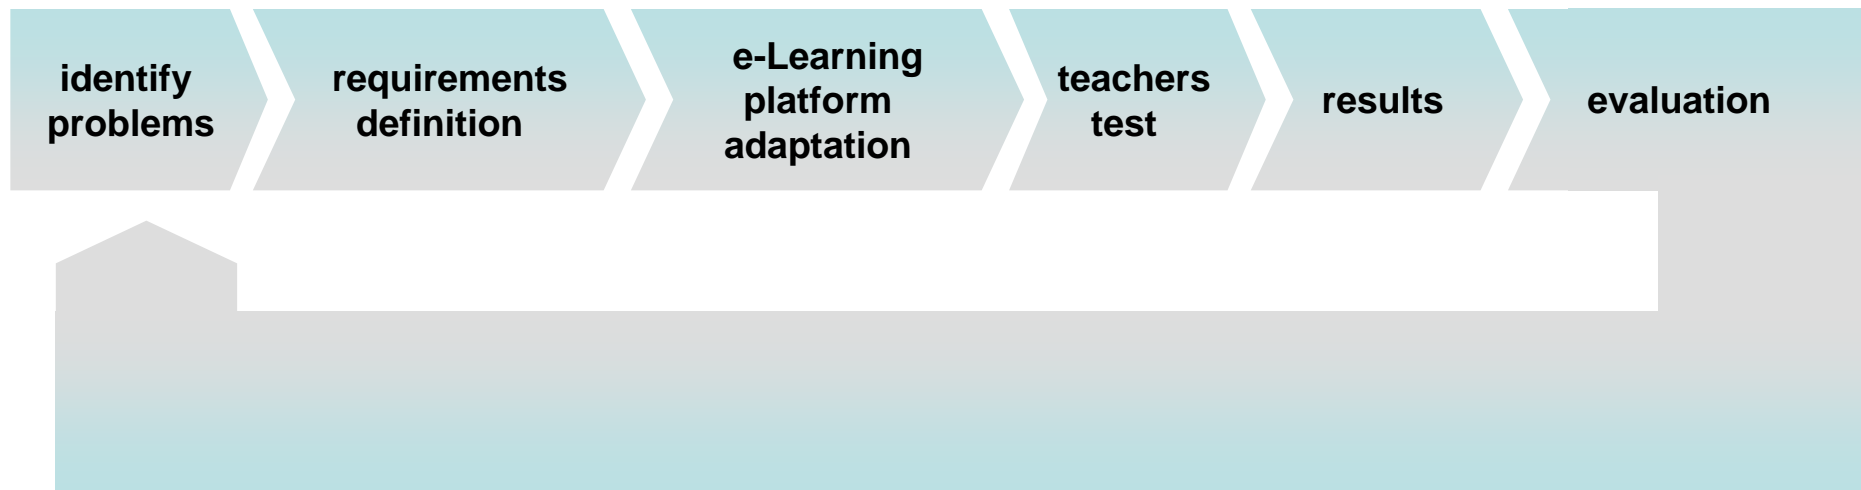 identify
problems
requirements
definition
e-Learning
platform
adaptation
teachers
test
results
evaluation